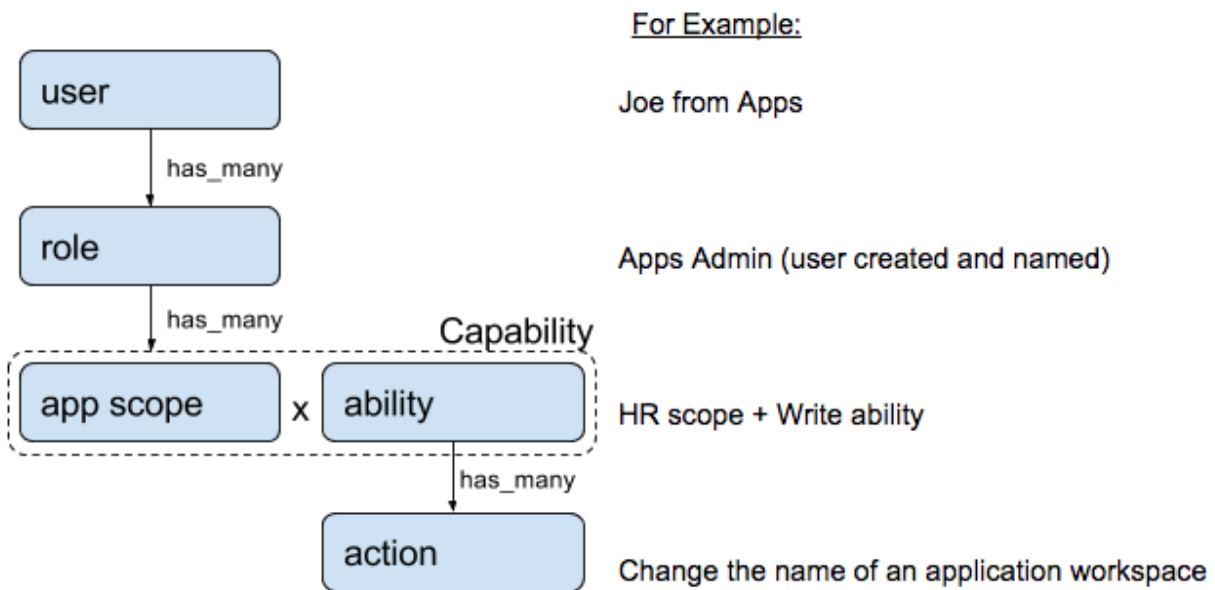 For Example:
user
Joe from Apps
has_many
role
Apps Admin (user created and named)
has_many
Capability
app scope x ability
HR scope + Write ability
has_many
action
Change the name of an application workspace